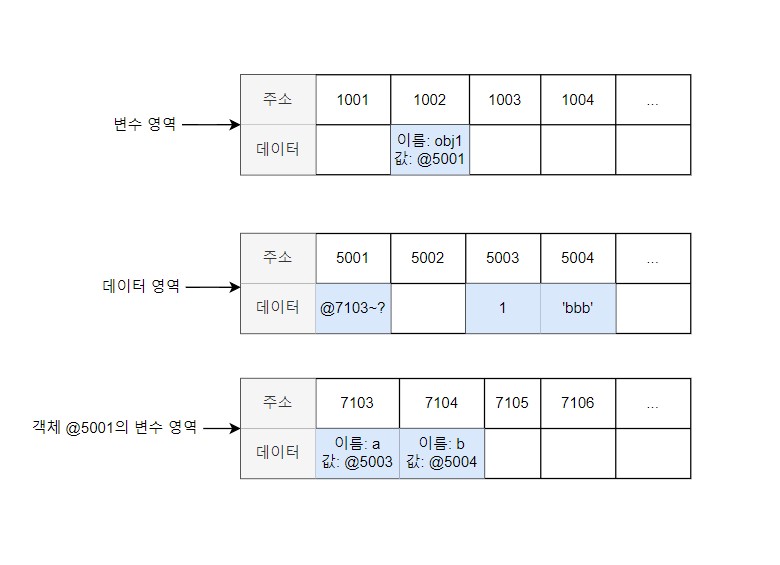 주소 1001 1002 1003 1004 ...
변수 영역
데이터
이름: obj1
값: @5001
주소 5001 5002 5003 5004 ...
데이터 영역
데이터 @7103~? 1 'bbb'
주소 7103 7104 7105 7106 ...
객체 @5001의 변수 영역
데이터
이름: a
값: @5003
이름: b
값: @5004